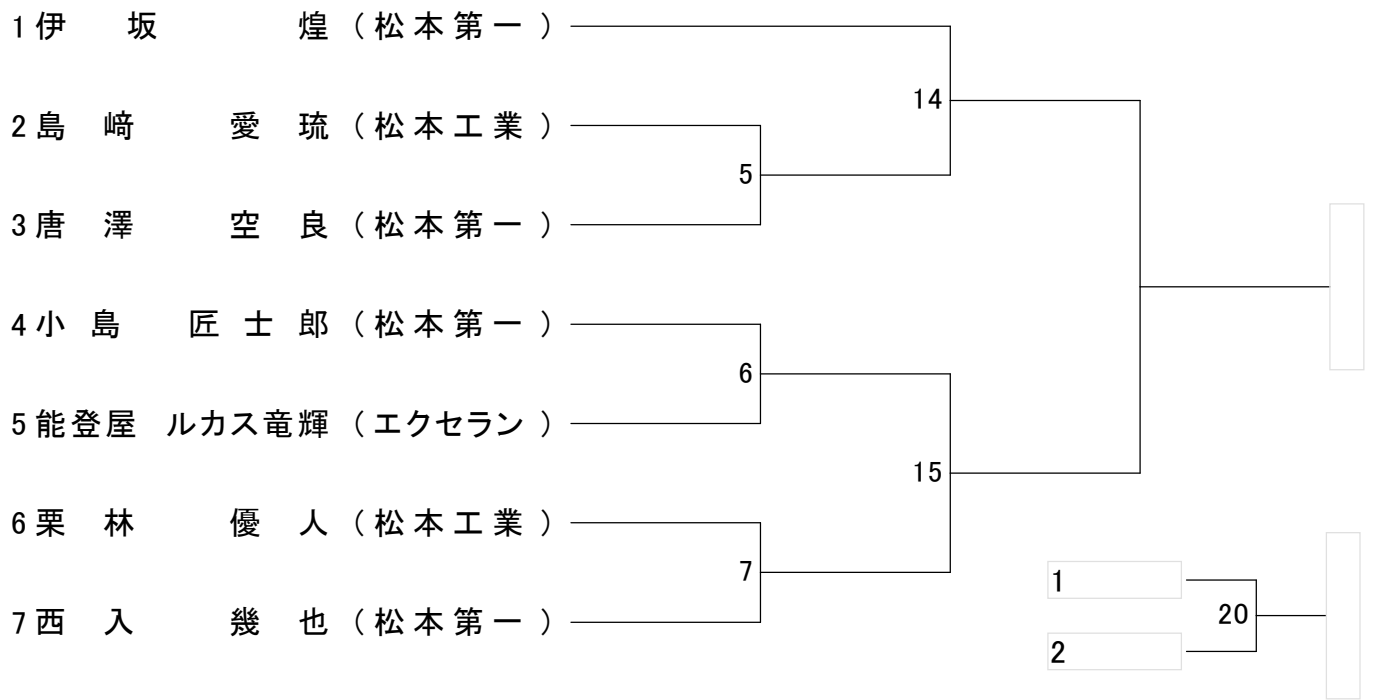 1 伊 坂 煌 （松本第一）
14
2 島 﨑 愛 琉 （松本工業）
5
3 唐 澤 空 良 （松本第一）
4 小 島 匠 士 郎 （松本第一）
6
5 能登屋 ルカス竜輝 （エクセラン）
15
6 栗 林 優 人 （松本工業）
7
1
20
7 西 入 幾 也 （松本第一）
2